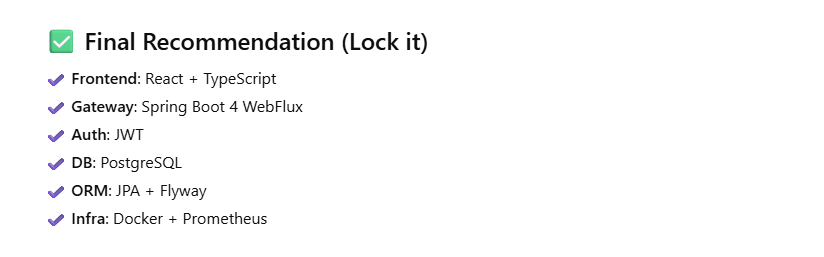 ✅ Final Recommendation (Lock it)
✔ Frontend: React + TypeScript
✔ Gateway: Spring Boot 4 WebFlux
✔ Auth: JWT
✔ DB: PostgreSQL
✔ ORM: JPA + Flyway
✔ Infra: Docker + Prometheus